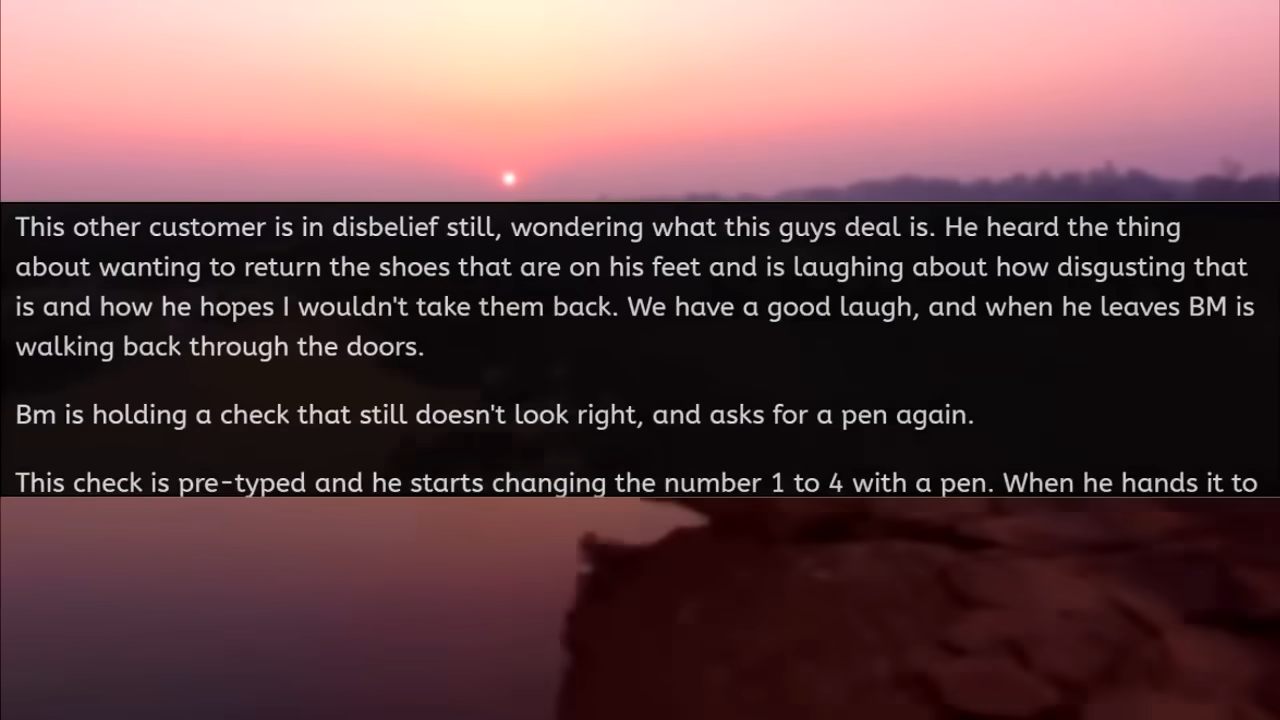 This other customer is in disbelief still, wondering what this guys deal is. He heard the thing
about wanting to return the shoes that are on his feet and is laughing about how disgusting that
is and how he hopes I wouldn't take them back. We have a good laugh, and when he leaves BM is
walking back through the doors.
Bm is holding a check that still doesn't look right, and asks for a pen again.
This check is pre-typed and he starts changing the number 1 to 4 with a pen. When he hands it to